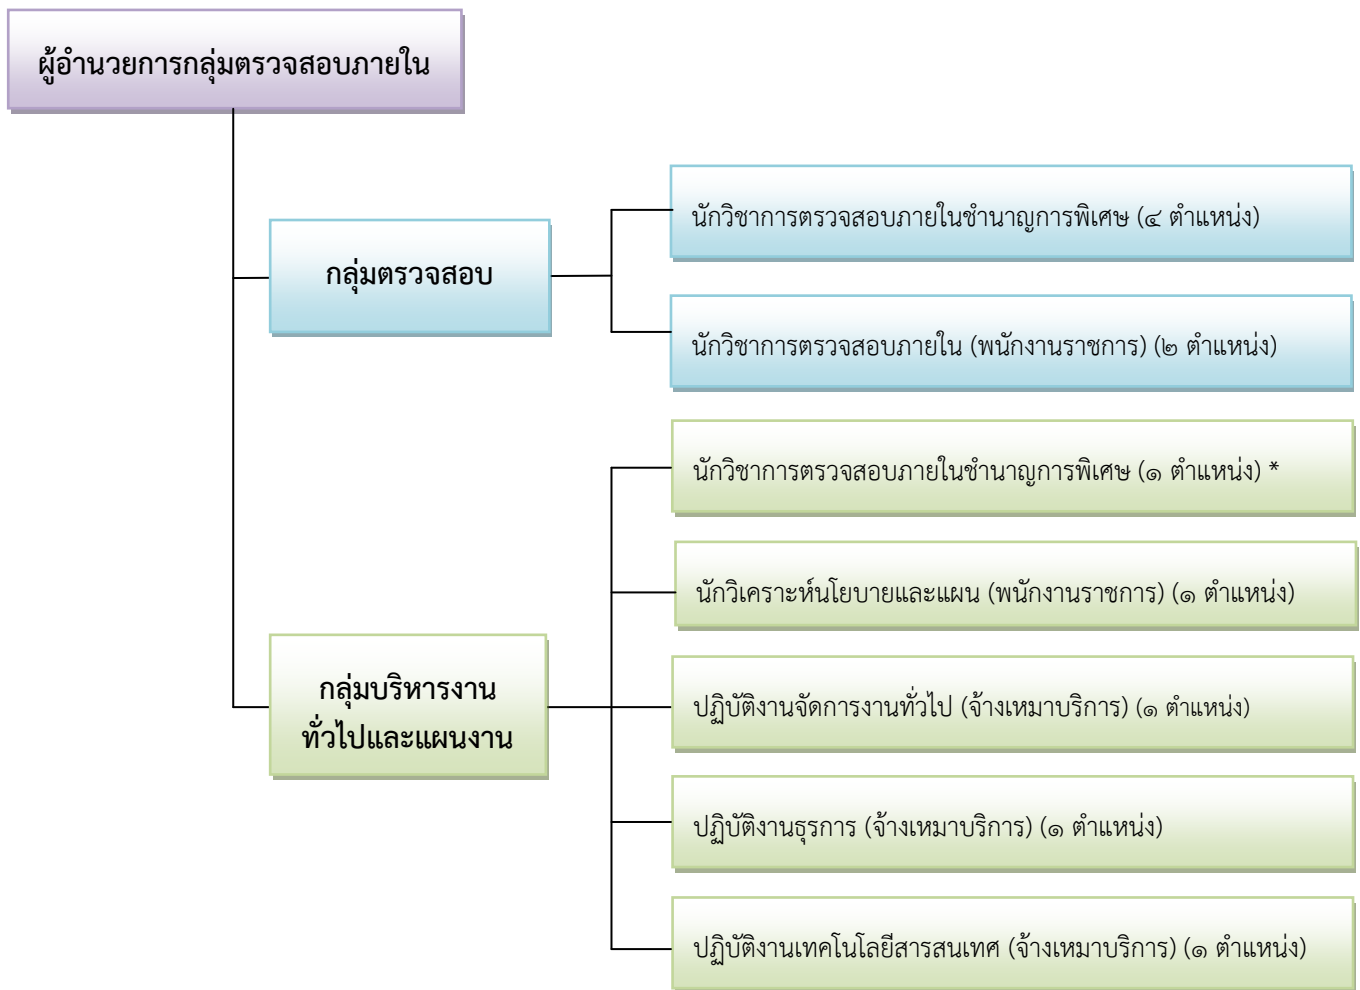 ผู้อำนวยการกลุ่มตรวจสอบภายใน
กลุ่มตรวจสอบ
นักวิชาการตรวจสอบภายในชำนาญการพิเศษ (๔ ตำแหน่ง)
นักวิชาการตรวจสอบภายใน (พนักงานราชการ) (๒ ตำแหน่ง)
กลุ่มบริหารงาน
ทั่วไปและแผนงาน
นักวิชาการตรวจสอบภายในชำนาญการพิเศษ (๑ ตำแหน่ง) *
นักวิเคราะห์นโยบายและแผน (พนักงานราชการ) (๑ ตำแหน่ง)
ปฏิบัติงานจัดการงานทั่วไป (จ้างเหมาบริการ) (๑ ตำแหน่ง)
ปฏิบัติงานธุรการ (จ้างเหมาบริการ) (๑ ตำแหน่ง)
ปฏิบัติงานเทคโนโลยีสารสนเทศ (จ้างเหมาบริการ) (๑ ตำแหน่ง)